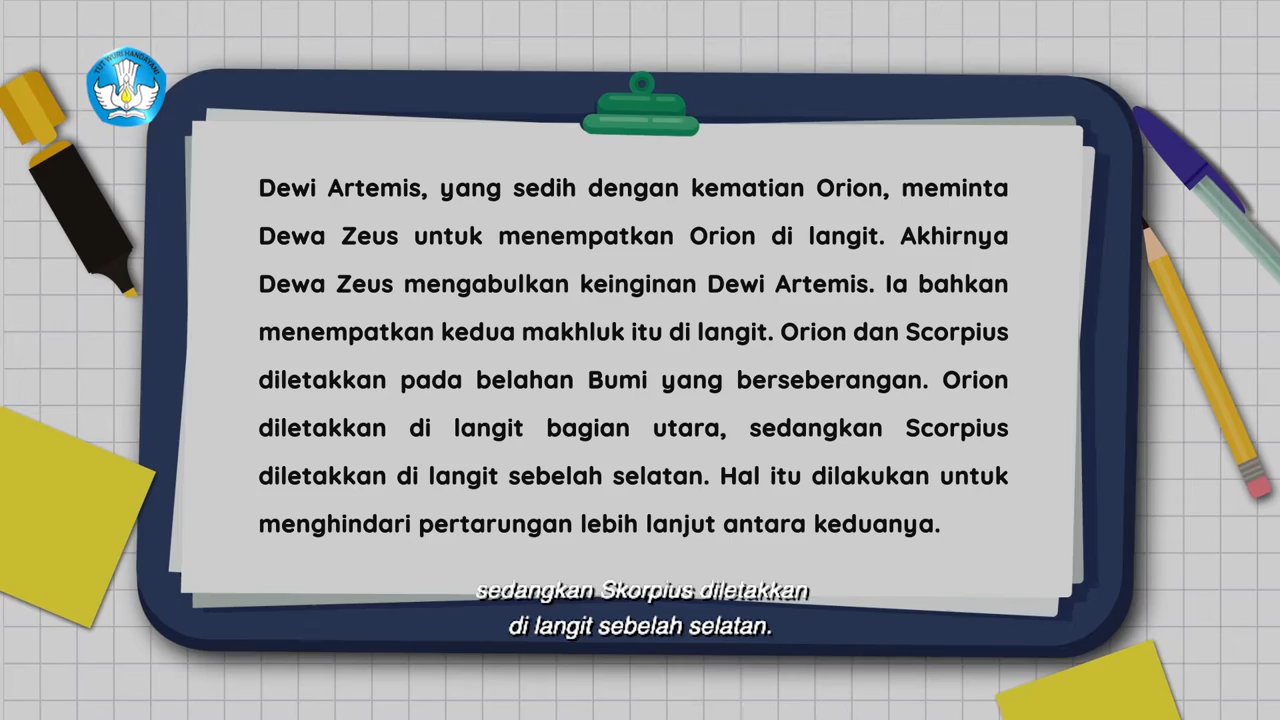 TUT WURI HANDAYANI
Dewi Artemis, yang sedih dengan kematian Orion, meminta
Dewa Zeus untuk menempatkan Orion di langit. Akhirnya
Dewa Zeus mengabulkan keinginan Dewi Artemis. Ia bahkan
menempatkan kedua makhluk itu di langit. Orion dan Scorpius
diletakkan pada belahan Bumi yang berseberangan. Orion
diletakkan di langit bagian utara, sedangkan Scorpius
diletakkan di langit sebelah selatan. Hal itu dilakukan untuk
menghindari pertarungan lebih lanjut antara keduanya.
sedangkan Skorpius diletakkan
di langit sebelah selatan.